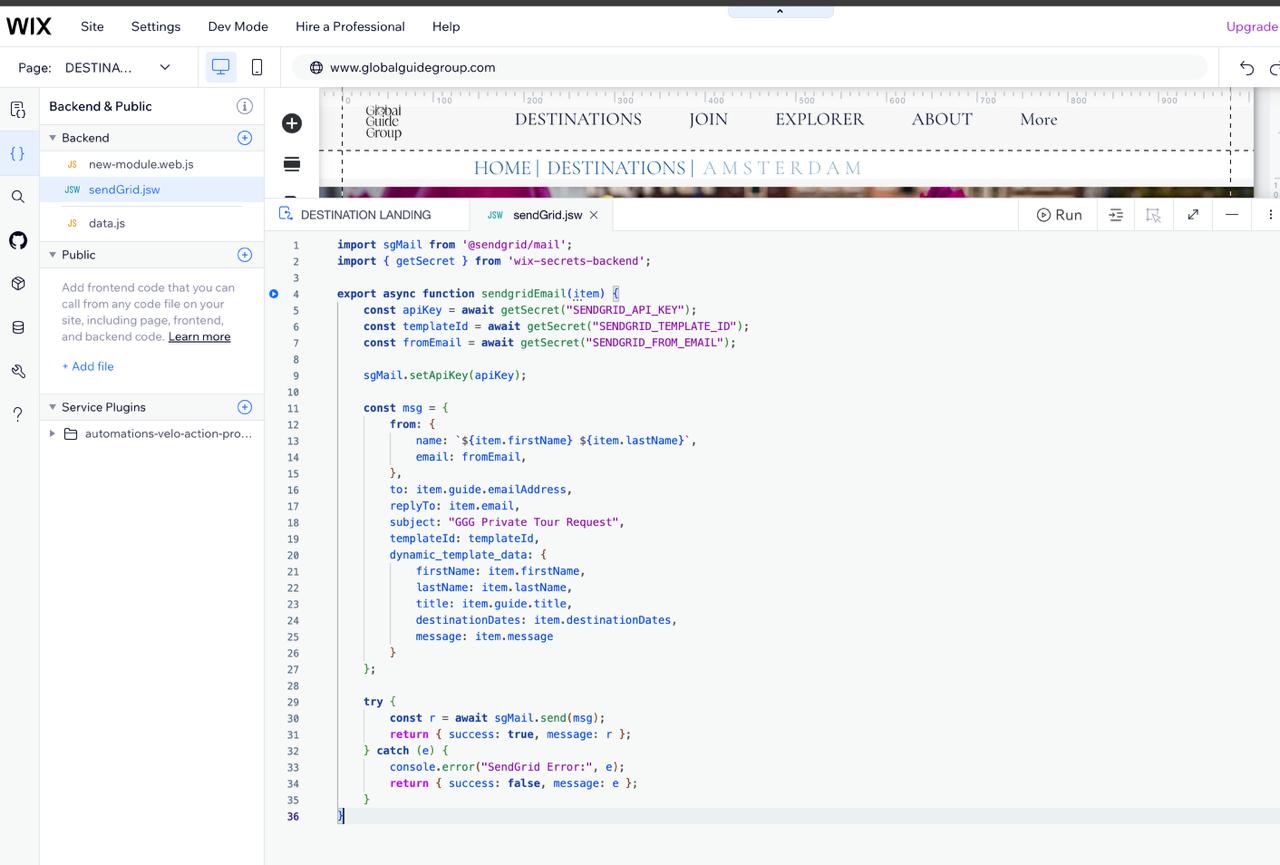 WIX Site Settings Dev Mode Hire a Professional Help Upgrade
Page: DESTINA... www.globalguidegroup.com
Backend & Public
Backend
JS new-module.web.js
JSW sendGrid.jsw
JS data.js
Public
Add frontend code that you can
call from any code file on your
site, including page, frontend,
and backend code. Learn more
+ Add file
Service Plugins
automations-velo-action-pro...
0 100 200 300 400 500 600 700 800 900
Global
Guide
Group
DESTINATIONS JOIN EXPLORER ABOUT More
HOME| DESTINATIONS| AMSTERDAM
DESTINATION LANDING JSW sendGrid.jsw Run
1 import sgMail from '@sendgrid/mail';
2 import { getSecret } from 'wix-secrets-backend';
3
4 export async function sendgridEmail(item) {
5 const apiKey = await getSecret("SENDGRID_API_KEY");
6 const templateId = await getSecret("SENDGRID_TEMPLATE_ID");
7 const fromEmail = await getSecret("SENDGRID_FROM_EMAIL");
8
9 sgMail.setApiKey(apiKey);
10
11 const msg = {
12 from: {
13 name: `${item.firstName} ${item.lastName}`,
14 email: fromEmail,
15 },
16 to: item.guide.emailAddress,
17 replyTo: item.email,
18 subject: "GGG Private Tour Request",
19 templateId: templateId,
20 dynamic_template_data: {
21 firstName: item.firstName,
22 lastName: item.lastName,
23 title: item.guide.title,
24 destinationDates: item.destinationDates,
25 message: item.message
26 }
27 };
28
29 try {
30 const r = await sgMail.send(msg);
31 return { success: true, message: r };
32 } catch (e) {
33 console.error("SendGrid Error:", e);
34 return { success: false, message: e };
35 }
36 }